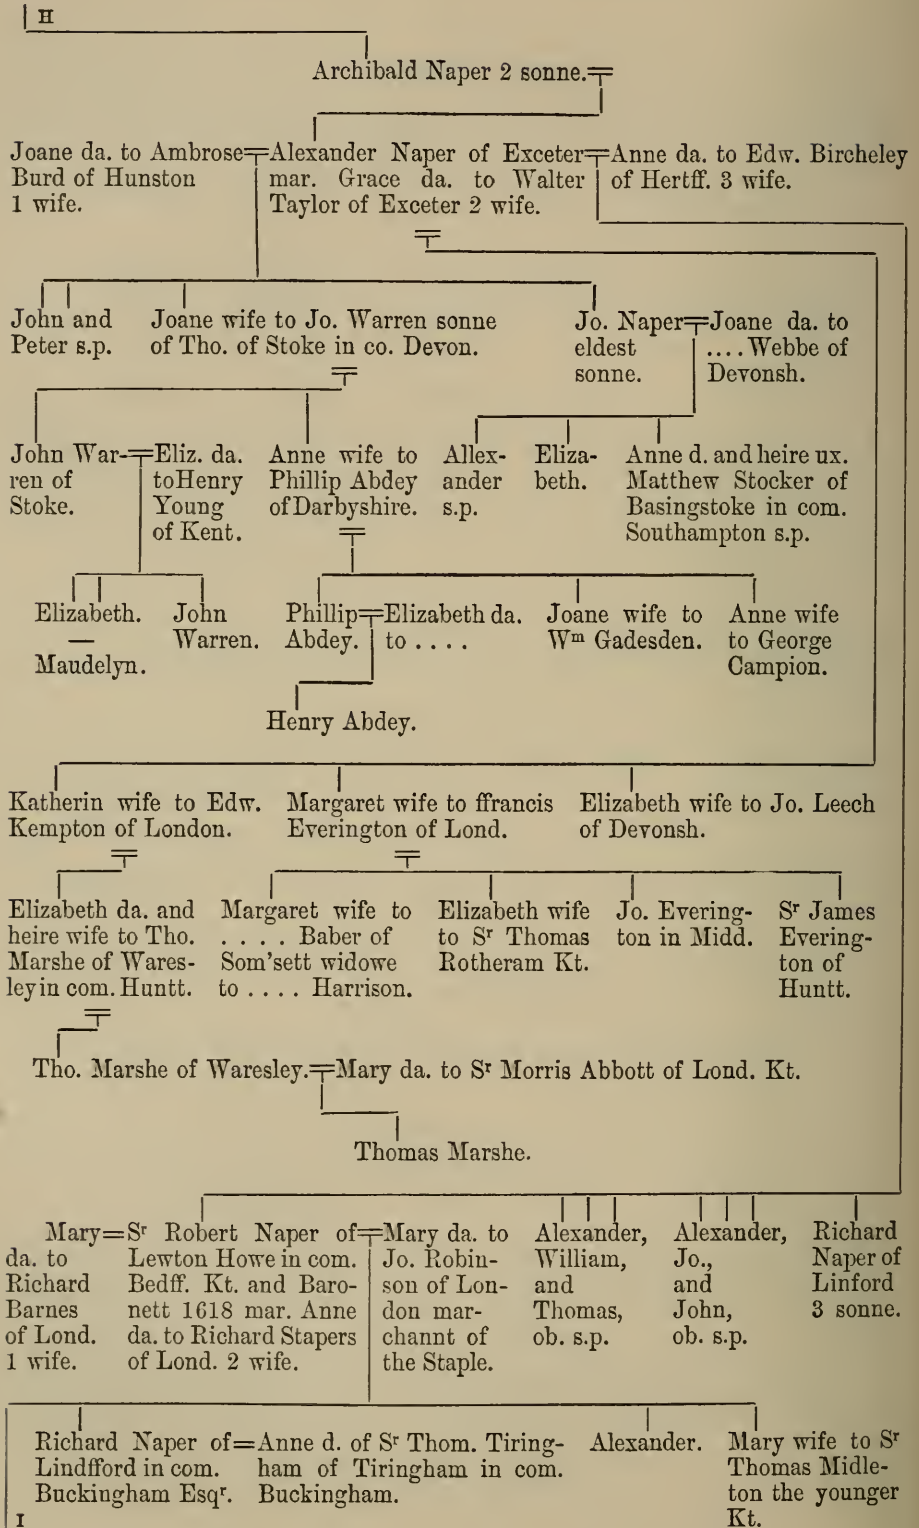 H
Archibald Naper 2 sonne.
Joane da. to Ambrose
Burd of Hunston
1 wife.
Alexander Naper of Exceter
mar. Grace da. to Walter
Taylor of Exceter 2 wife.
Anne da. to Edw. Bircheley
of Hertff. 3 wife.
John and
Peter s.p.
Joane wife to Jo. Warren sonne
of Tho. of Stoke in co. Devon.
Jo. Naper
eldest
sonne.
Joane da. to
....Webbe of
Devonsh.
John War-
ren of
Stoke.
Eliz. da.
to Henry
Young
of Kent.
Anne wife to
Phillip Abdey
of Darbyshire.
Allex-
ander
s.p.
Eliza-
beth.
Anne d. and heire ux.
Matthew Stocker of
Basingstoke in com.
Southampton s.p.
Elizabeth.
—
Maudelyn.
John
Warren.
Phillip
Abdey.
Elizabeth da.
to . . . .
Joane wife to
Wᵐ Gadesden.
Anne wife
to George
Campion.
Henry Abdey.
Katherin wife to Edw.
Kempton of London.
Margaret wife to ffrancis
Everington of Lond.
Elizabeth wife to Jo. Leech
of Devonsh.
Elizabeth da. and
heire wife to Tho.
Marshe of Wares-
ley in com. Huntt.
Margaret wife to
. . . . Baber of
Som'sett widowe
to . . . . Harrison.
Elizabeth wife
to Sʳ Thomas
Rotheram Kt.
Jo. Evering-
ton in Midd.
Sʳ James
Evering-
ton of
Huntt.
Tho. Marshe of Waresley.
Mary da. to Sʳ Morris Abbott of Lond. Kt.
Thomas Marshe.
Mary
da. to
Richard
Barnes
of Lond.
1 wife.
Sʳ Robert Naper of
Lewton Howe in com.
Bedff. Kt. and Baro-
nett 1618 mar. Anne
da. to Richard Stapers
of Lond. 2 wife.
Mary da. to
Jo. Robin-
son of Lon-
don mar-
channt of
the Staple.
Alexander,
William,
and
Thomas,
ob. s.p.
Alexander,
Jo.,
and
John,
ob. s.p.
Richard
Naper of
Linford
3 sonne.
Richard Naper of
Lindfford in com.
Buckingham Esqʳ.
Anne d. of Sʳ Thom. Tiring-
ham of Tiringham in com.
Buckingham.
Alexander.
Mary wife to Sʳ
Thomas Midle-
ton the younger
Kt.
I